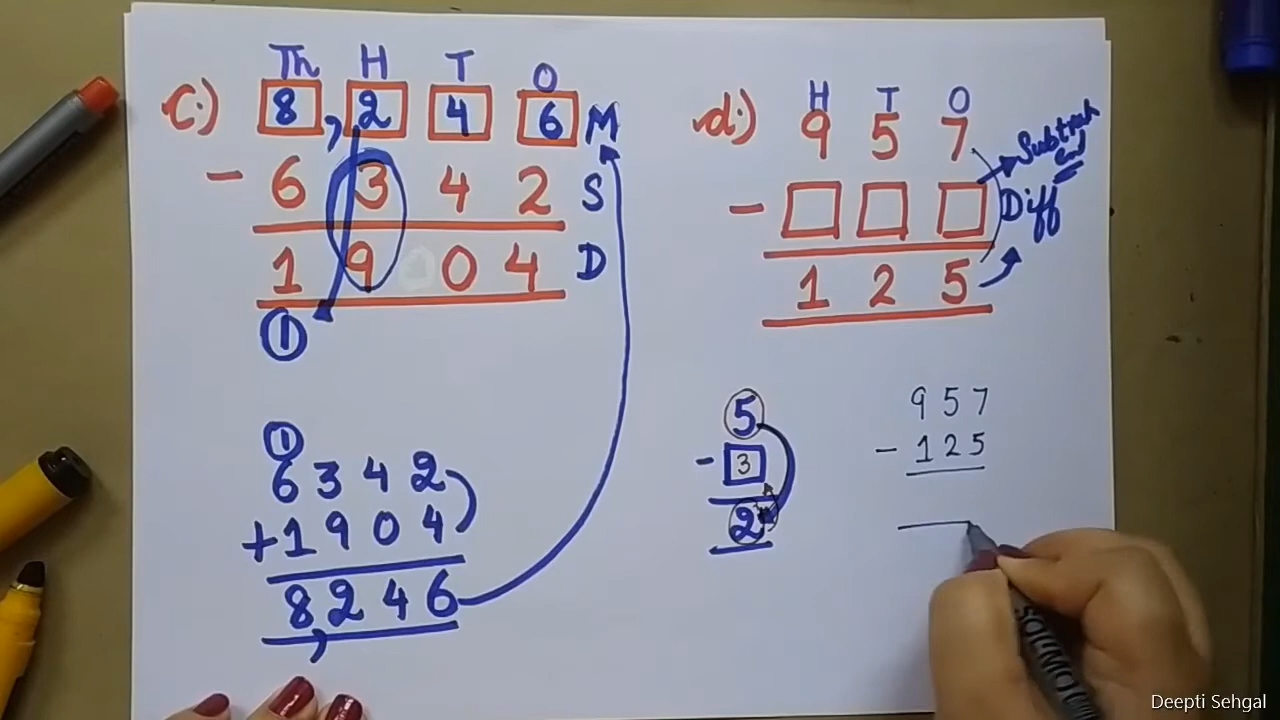 c.) Th H T O
8,2 4 6 M
- 6 3 4 2 S
1 9 0 4 D
①
①
6 3 4 2
+ 1 9 0 4
8,2 4 6
d.) H T O
9 5 7
Subtrahend
- □ □ □ Diff
1 2 5
5
- 3
2
9 5 7
- 1 2 5
SOLO
Deepti Sehgal